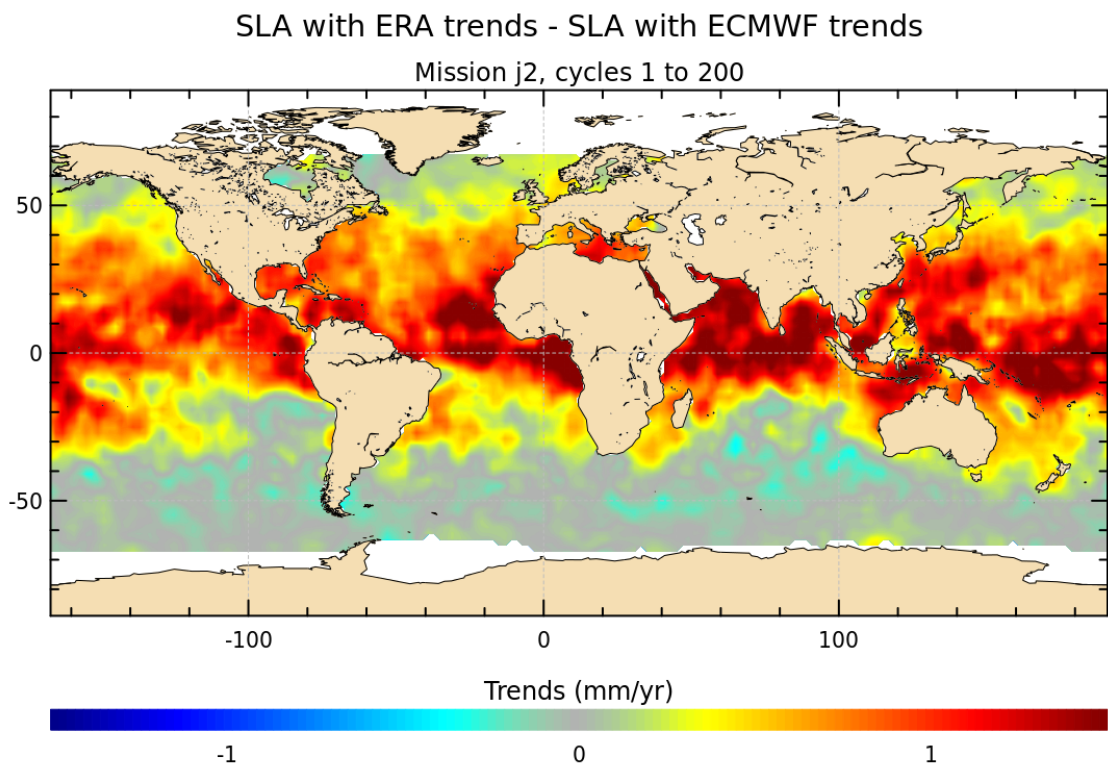 SLA with ERA trends - SLA with ECMWF trends
Mission j2, cycles 1 to 200
50
0
-50
-100 0 100
Trends (mm/yr)
-1 0 1